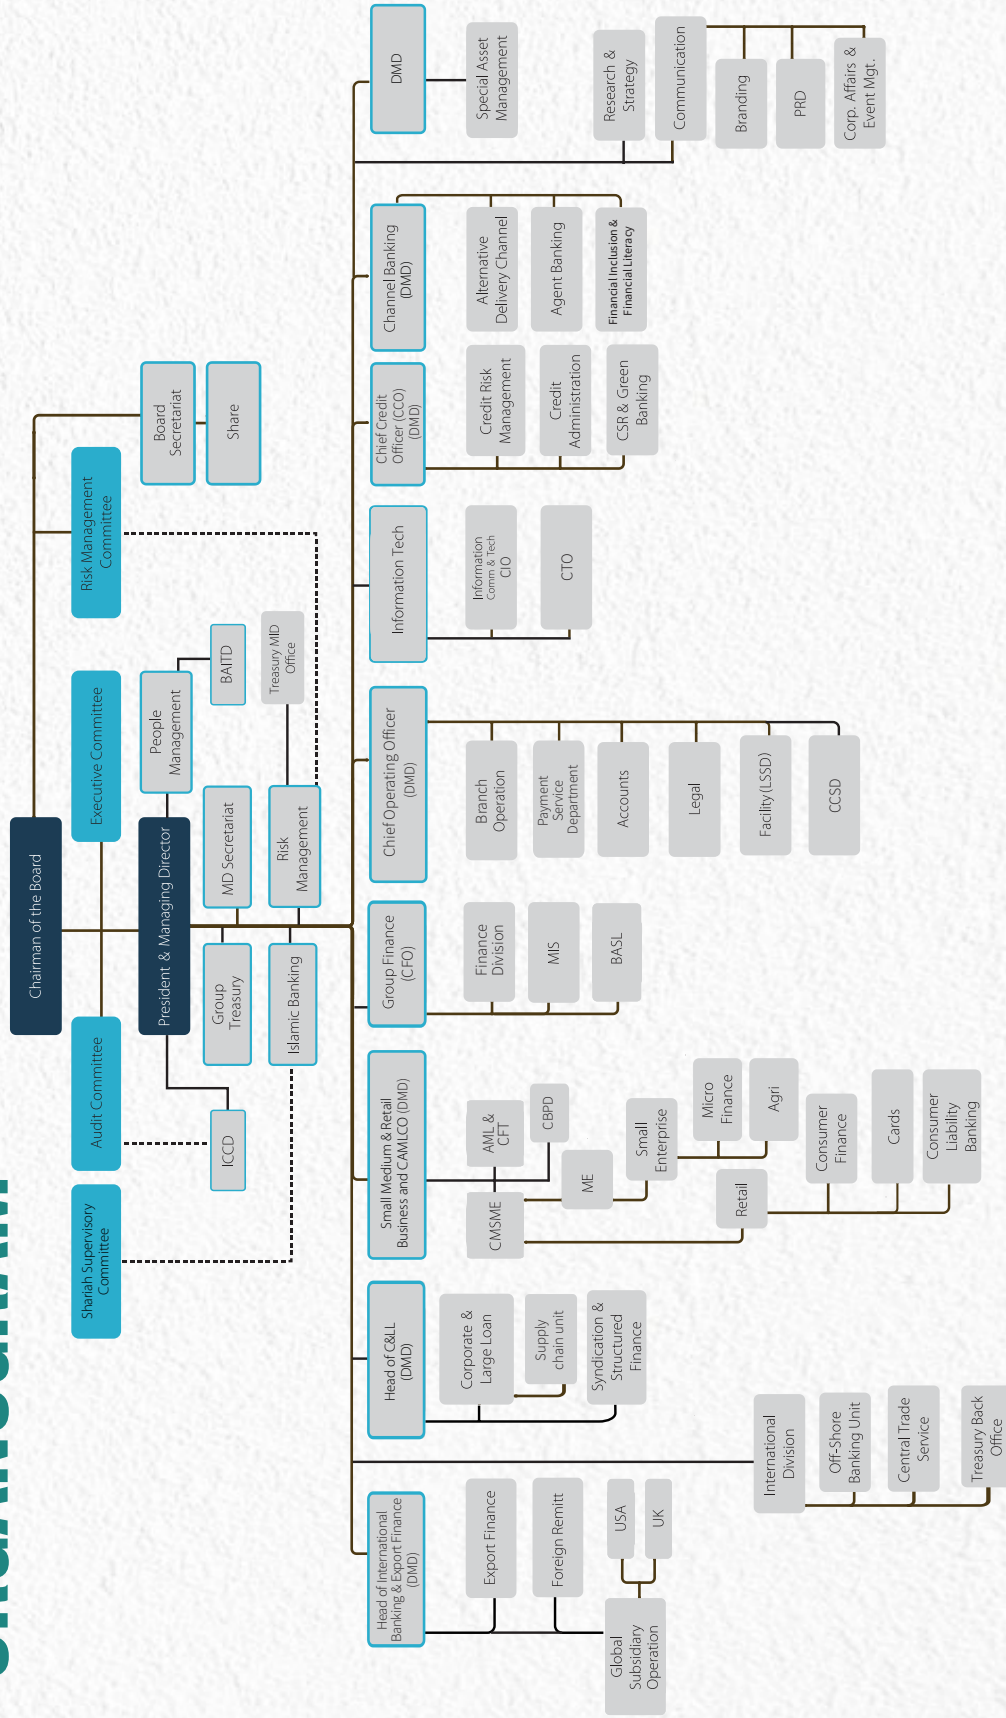 Chairman of the Board
Shariah Supervisory
Committee
Audit Committee
Executive Committee
Risk Management
Committee
President & Managing Director
People
Management
Board
Secretariat
ICCD
Group
Treasury
MD Secretariat
BAITD
Share
Islamic Banking
Risk
Management
Treasury MID
Office
Head of International
Banking & Export Finance
(DMD)
Export Finance
Foreign Remitt
Global
Subsidiary
Operation
USA
UK
International
Division
Off-Shore
Banking Unit
Central Trade
Service
Treasury Back
Office
Head of C&LL
(DMD)
Corporate &
Large Loan
Supply
chain unit
Syndication &
Structured
Finance
Small Medium & Retail
Business and CAMLCO (DMD)
CMSME
AML &
CFT
CBPD
ME
Small
Enterprise
Micro
Finance
Agri
Retail
Consumer
Finance
Cards
Consumer
Liability
Banking
Group Finance
(CFO)
Finance
Division
MIS
BASL
Chief Operating Officer
(DMD)
Branch
Operation
Payment
Service
Department
Accounts
Legal
Facility (LSSD)
CCSD
Information Tech
Information
Comm & Tech
CIO
CTO
Chief Credit
Officer (CCO)
(DMD)
Credit Risk
Management
Credit
Administration
CSR & Green
Banking
Channel Banking
(DMD)
Alternative
Delivery Channel
Agent Banking
Financial Inclusion &
Financial Literacy
DMD
Special Asset
Management
Research &
Strategy
Communication
Branding
PRD
Corp. Affairs &
Event Mgt.